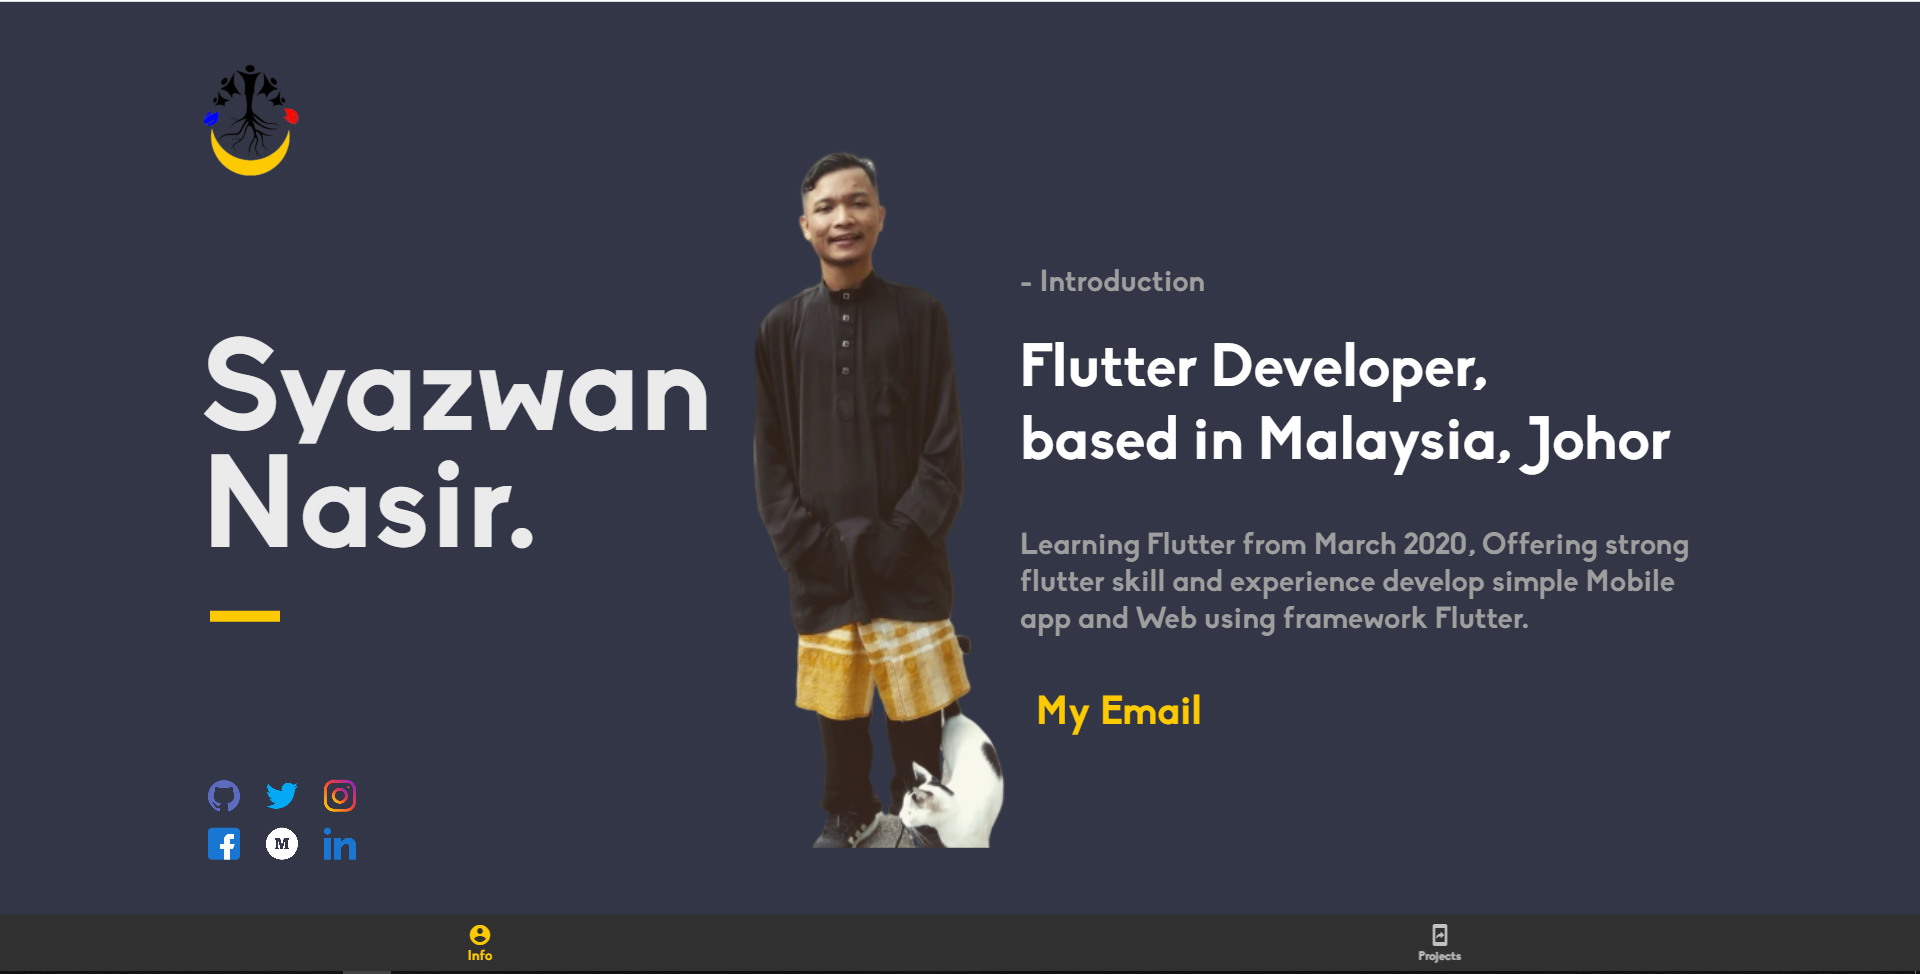 Syazwan
Nasir.
- Introduction
Flutter Developer,
based in Malaysia, Johor
Learning Flutter from March 2020, Offering strong
flutter skill and experience develop simple Mobile
app and Web using framework Flutter.
My Email
M
in
Info
Projects